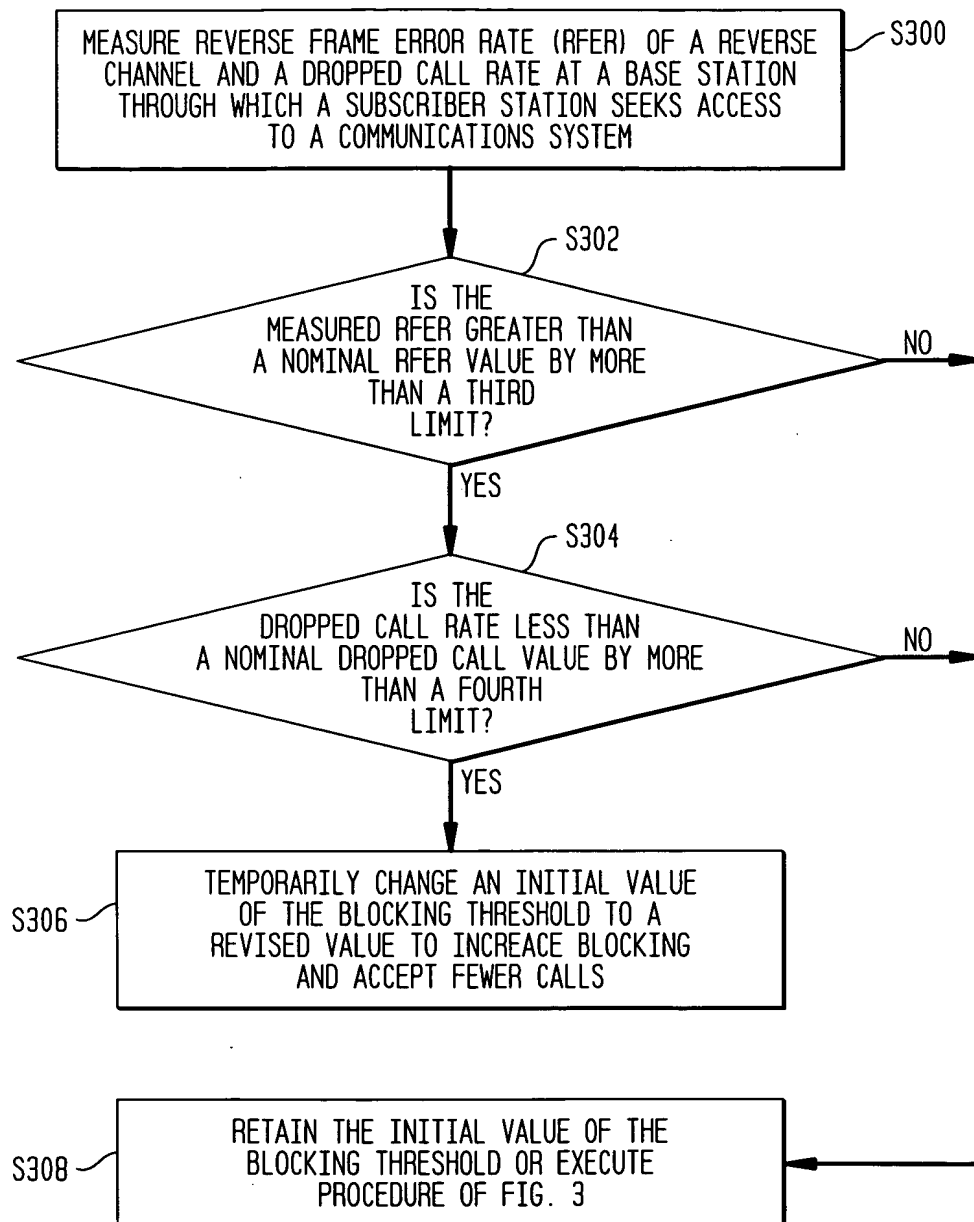 MEASURE REVERSE FRAME ERROR RATE (RFER) OF A REVERSE
CHANNEL AND A DROPPED CALL RATE AT A BASE STATION
THROUGH WHICH A SUBSCRIBER STATION SEEKS ACCESS
TO A COMMUNICATIONS SYSTEM
S300
S302
IS THE
MEASURED RFER GREATER THAN
A NOMINAL RFER VALUE BY MORE
THAN A THIRD
LIMIT?
NO
YES
S304
IS THE
DROPPED CALL RATE LESS THAN
A NOMINAL DROPPED CALL VALUE BY MORE
THAN A FOURTH
LIMIT?
NO
YES
S306
TEMPORARILY CHANGE AN INITIAL VALUE
OF THE BLOCKING THRESHOLD TO A
REVISED VALUE TO INCREACE BLOCKING
AND ACCEPT FEWER CALLS
S308
RETAIN THE INITIAL VALUE OF THE
BLOCKING THRESHOLD OR EXECUTE
PROCEDURE OF FIG. 3